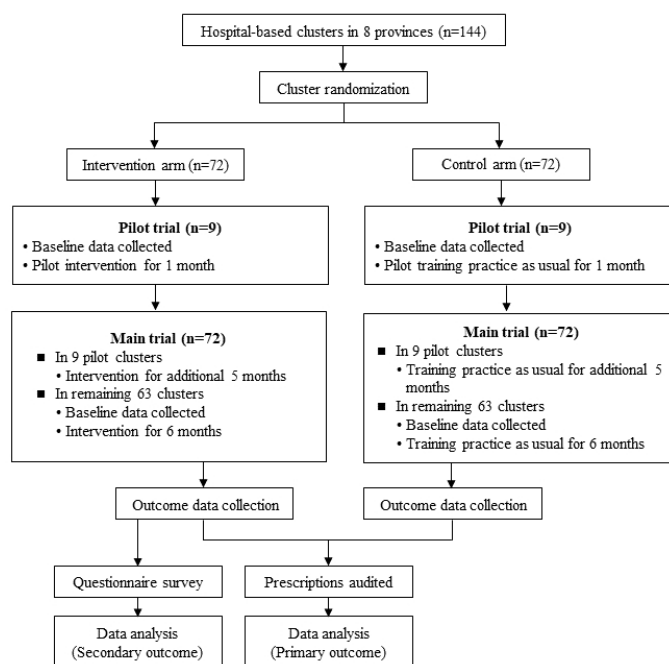 Hospital-based clusters in 8 provinces (n=144)
Cluster randomization
Intervention arm (n=72)
Control arm (n=72)
Pilot trial (n=9)
• Baseline data collected
• Pilot intervention for 1 month
Pilot trial (n=9)
• Baseline data collected
• Pilot training practice as usual for 1 month
Main trial (n=72)
■ In 9 pilot clusters
• Intervention for additional 5 months
■ In remaining 63 clusters
• Baseline data collected
• Intervention for 6 months
Main trial (n=72)
■ In 9 pilot clusters
• Training practice as usual for additional 5
months
■ In remaining 63 clusters
• Baseline data collected
• Training practice as usual for 6 months
Outcome data collection
Outcome data collection
Questionnaire survey
Prescriptions audited
Data analysis
(Secondary outcome)
Data analysis
(Primary outcome)